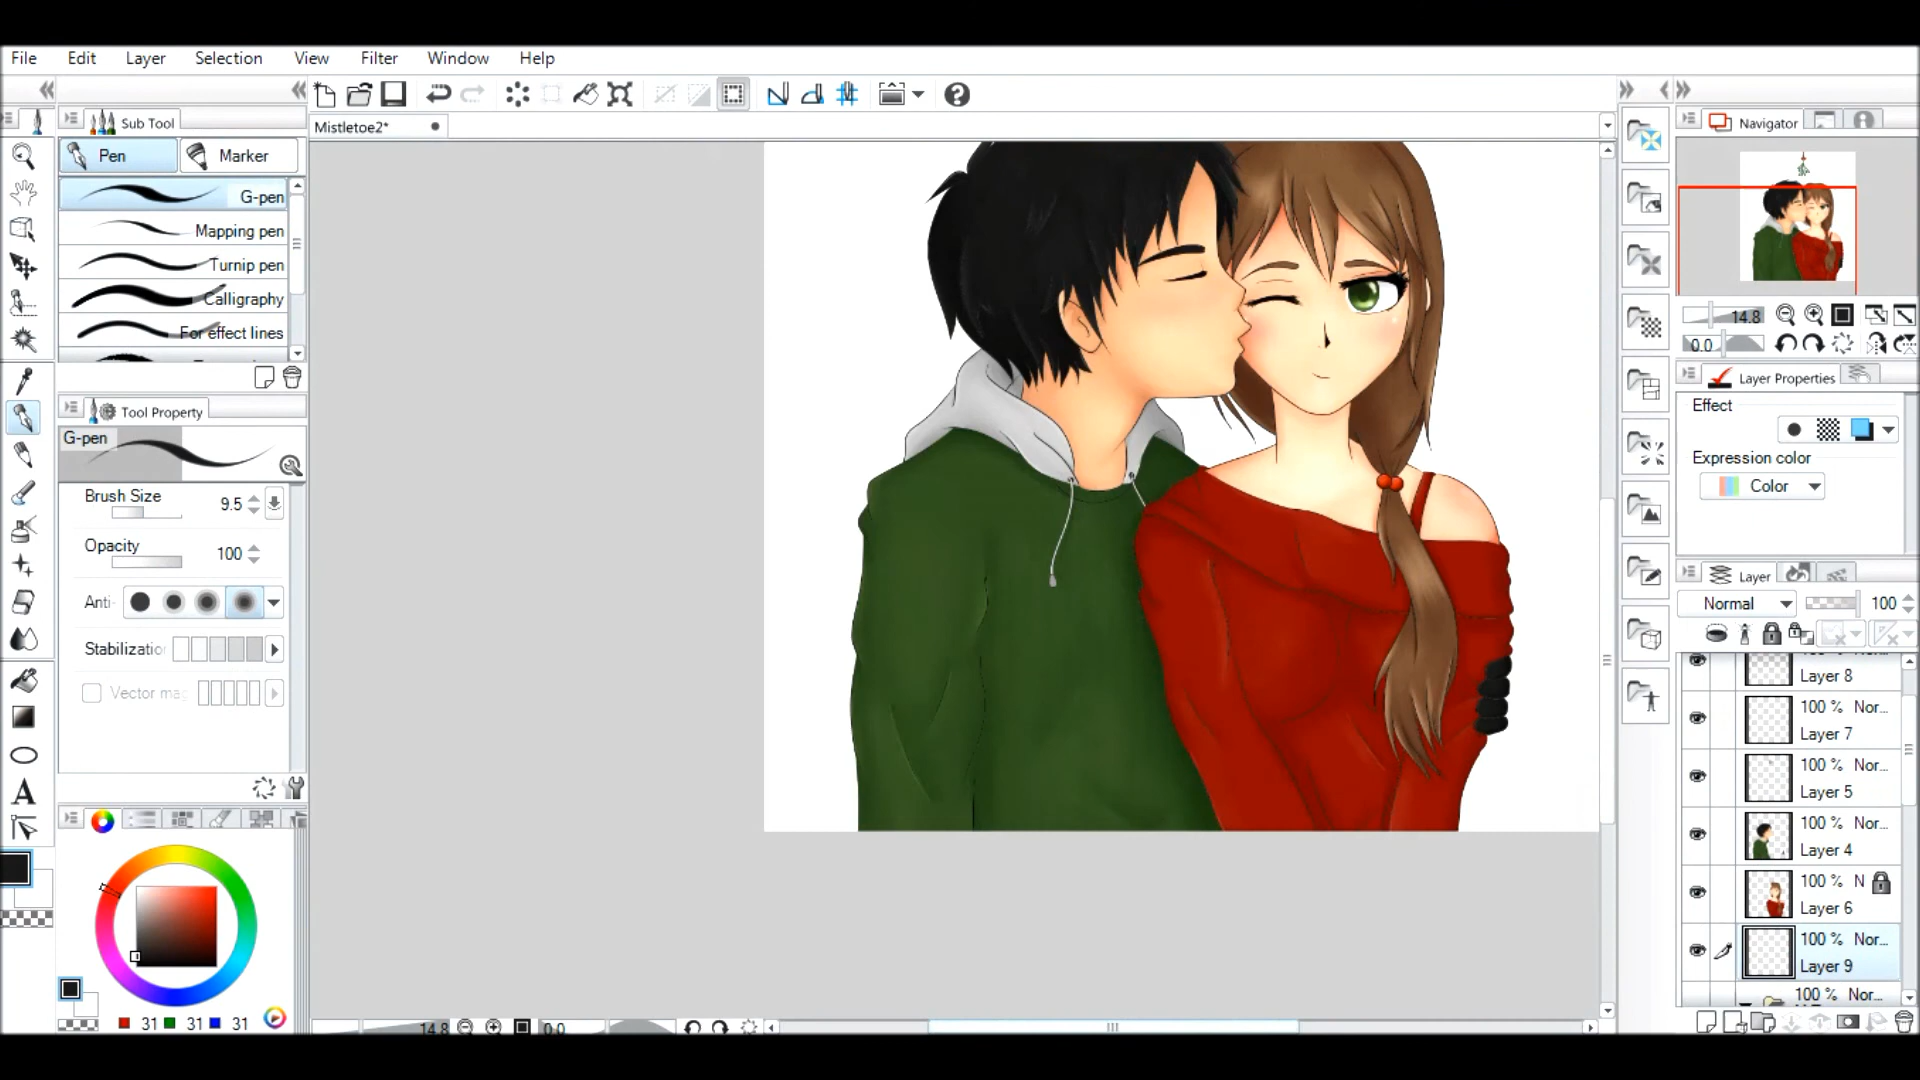 File Edit Layer Selection View Filter Window Help
Sub Tool
Mistletoe2*
Navigator
Pen Marker
G-pen
Mapping pen
Turnip pen
Calligraphy
For effect lines
14.8
0.0
Layer Properties
Tool Property
Effect
G-pen
Expression color
Color
Brush Size 9.5
Opacity 100
Layer
Anti-
Normal 100
Stabilizatio
Layer 8
Vector ma
100 % Nor...
Layer 7
100 % Nor...
Layer 5
100 % Nor...
Layer 4
100 % N
Layer 6
100 % Nor...
Layer 9
100 % Nor...
31 31 31
14.8 0.0